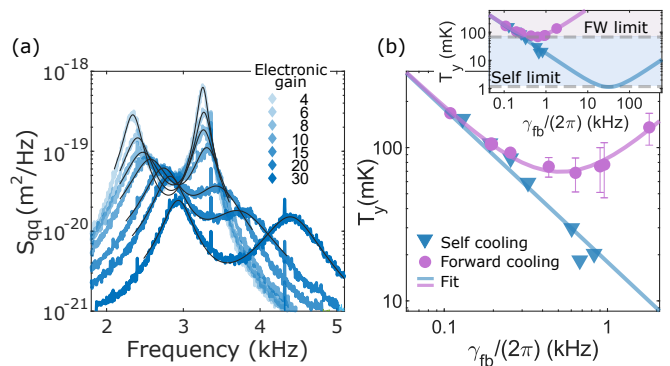 (a)
10⁻¹⁸
10⁻¹⁹
10⁻²⁰
10⁻²¹
S_qq (m²/Hz)
2
3
4
5
Frequency (kHz)
Electronic
gain
4
6
8
10
15
20
30
(b)
T_y(mK)
100
10
0.1
1
γ_fb/(2π) (kHz)
Self cooling
Forward cooling
Fit
T_y (mK)
100
10
1
0.1
1
10
100
γ_fb/(2π) (kHz)
FW limit
Self limit